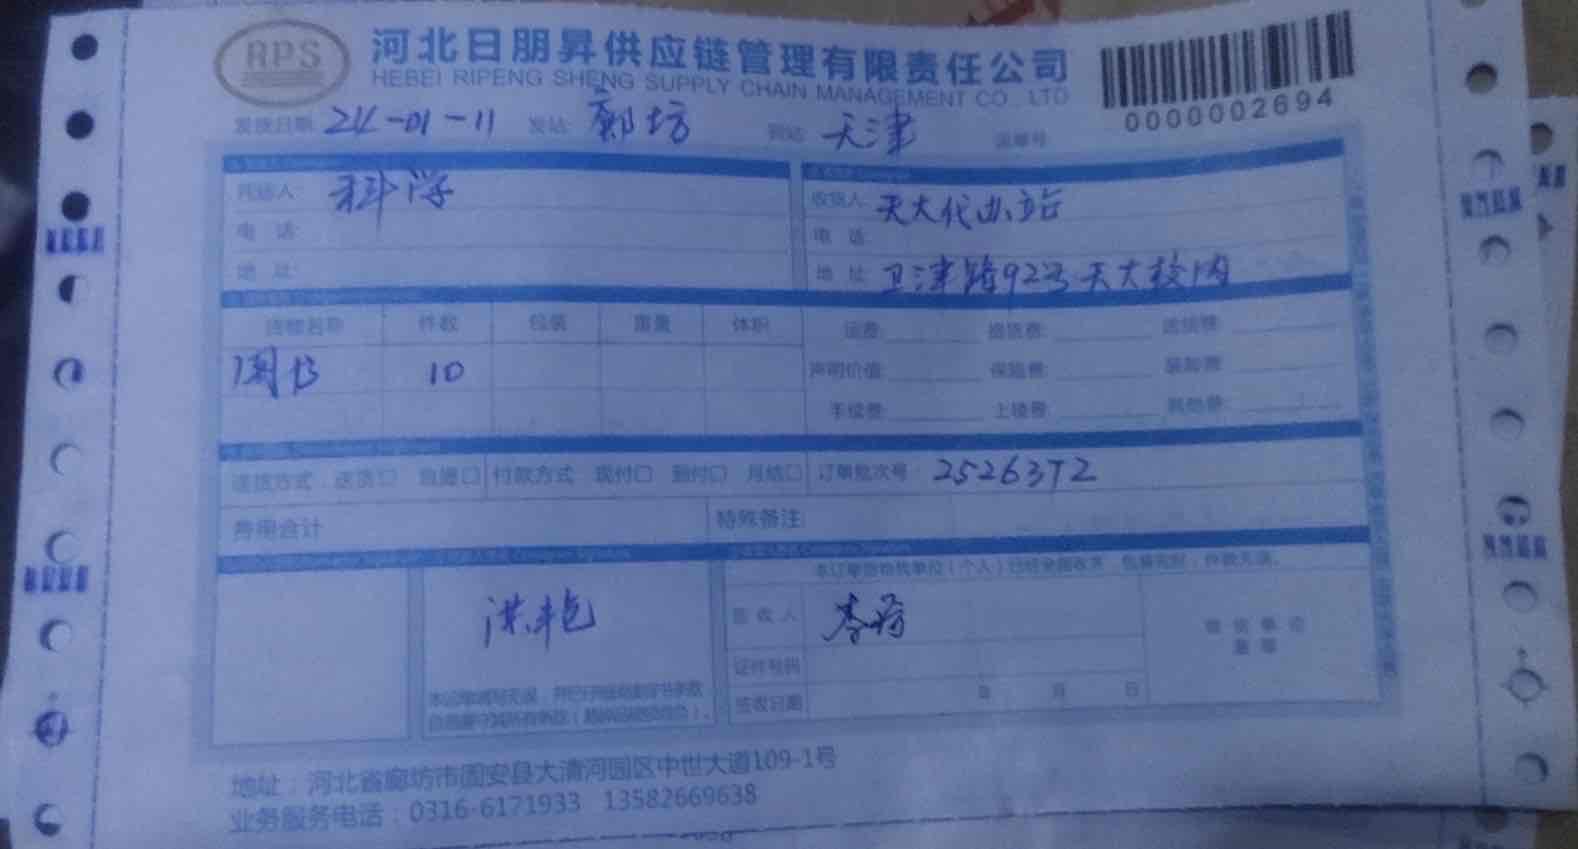 RPS
河北日朋昇供应链管理有限责任公司
HEBEI RIPENG SHENG SUPPLY CHAIN MANAGEMENT CO., LTD
0000002694
发货日期: 24-01-11 发站: 廊坊 到站: 天津 运单号
托运人: 科学
收货人: 天大代办站
电 话:
电 话:
地 址:
地 址: 卫津路92号天大校内
货物名称 件数 包装 重量 体积
运费: 提货费: 送货费:
图书 10
声明价值: 保险费: 装卸费:
手续费: 上楼费: 其他费:
送货方式: 送货□ 自提□ 付款方式 现付□ 到付□ 月结□ 订单批次号: 25263T2
费用合计 特殊备注:
洪艳
签收人
证件号码
签收日期 年 月 日
地址:河北省廊坊市固安县大清河园区中世大道109-1号
业务服务电话:0316-6171933 13582669638